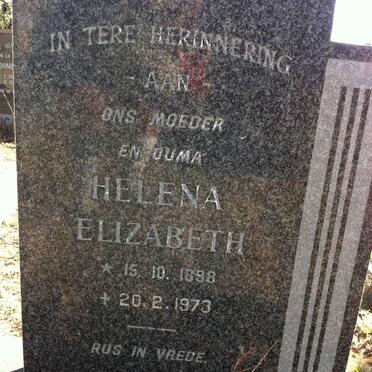 IN TERE HERINNERING
- AAN -
ONS MOEDER
EN OUMA
HELENA
ELIZABETH
* 15.10.1898
+ 20.2.1973
RUS IN VREDE